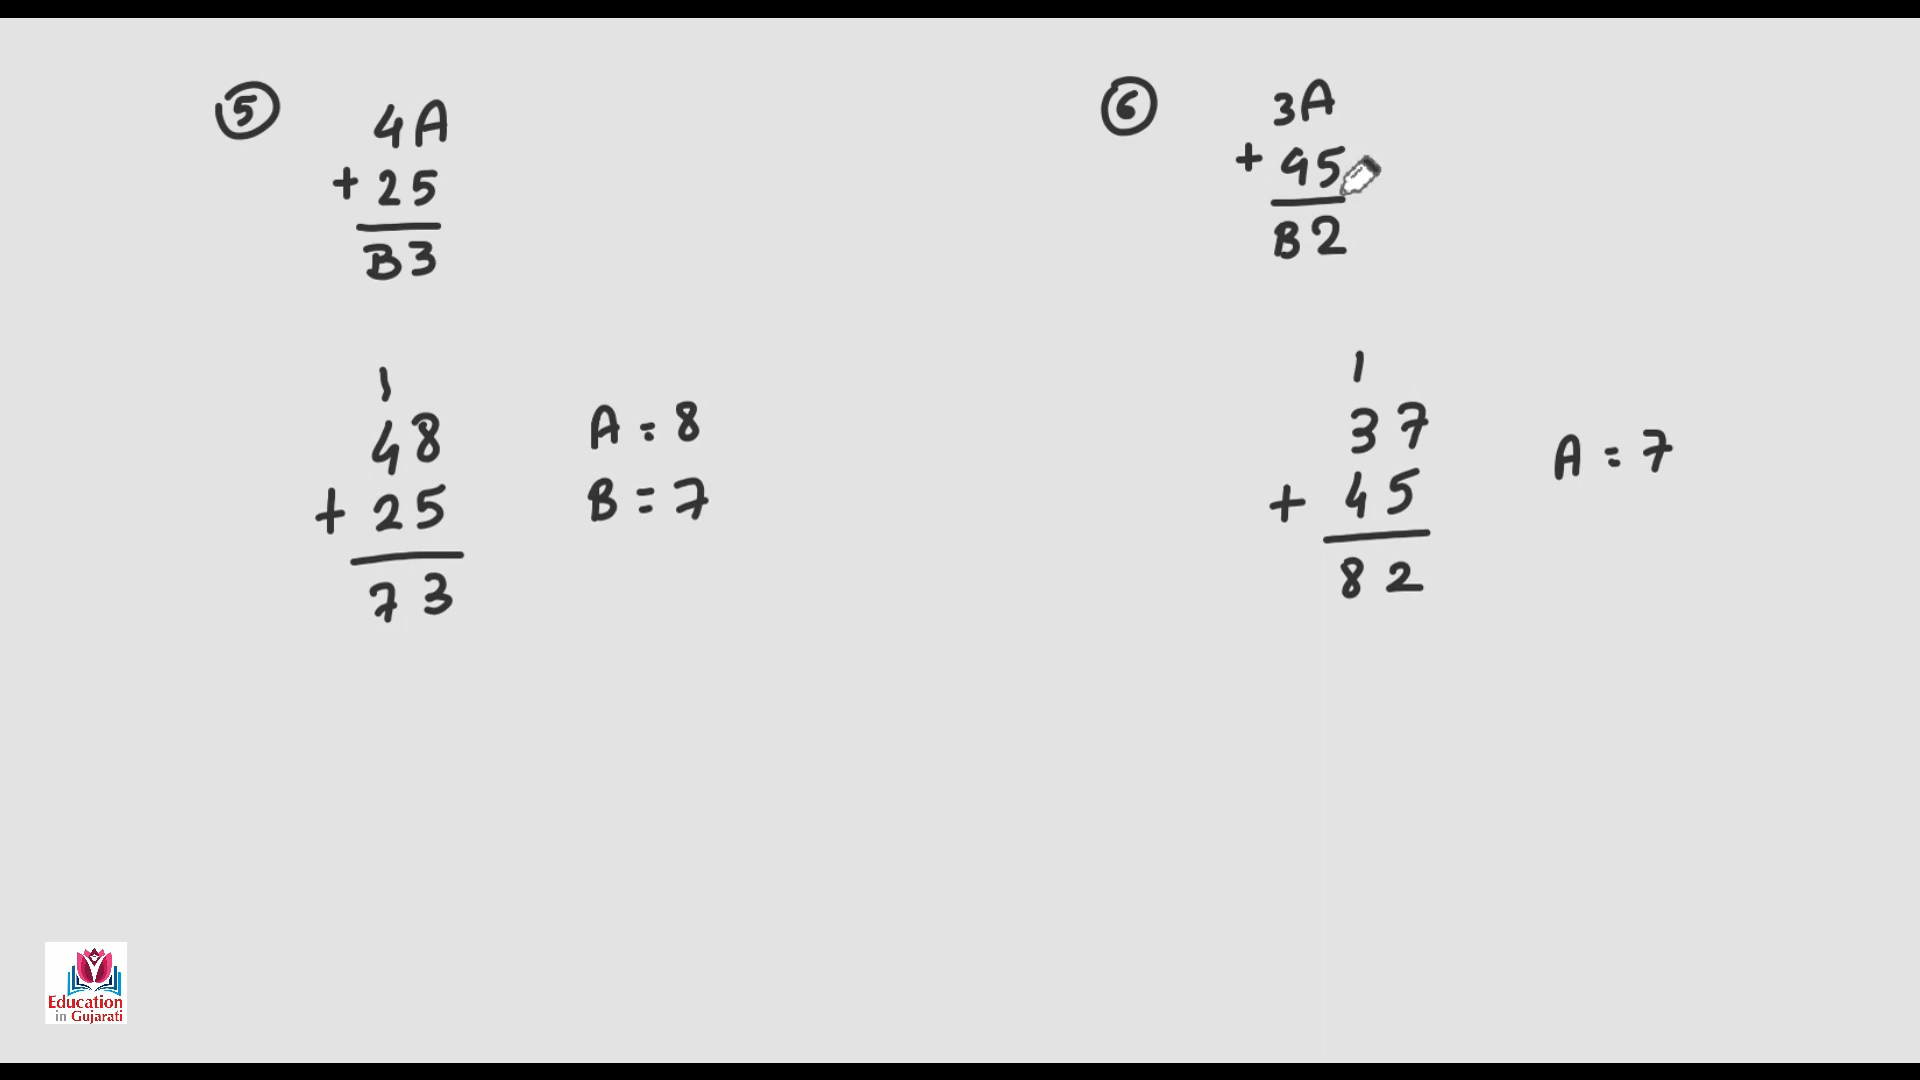 5
4A
+ 25
B3
1
48
+ 25
73
A = 8
B = 7
6
3A
+ 45
B2
1
37
+ 45
82
A = 7
Education
in Gujarati